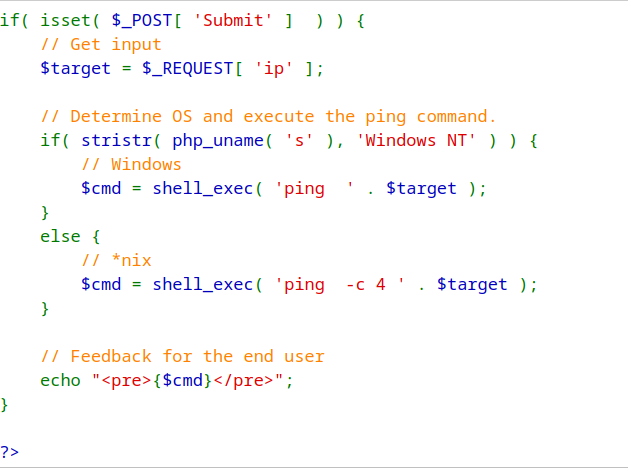 if( isset( $_POST[ 'Submit' ]  ) ) {
    // Get input
    $target = $_REQUEST[ 'ip' ];

    // Determine OS and execute the ping command.
    if( stristr( php_uname( 's' ), 'Windows NT' ) ) {
        // Windows
        $cmd = shell_exec( 'ping  ' . $target );
    }
    else {
        // *nix
        $cmd = shell_exec( 'ping  -c 4 ' . $target );
    }

    // Feedback for the end user
    echo "<pre>{$cmd}</pre>";
}

?>